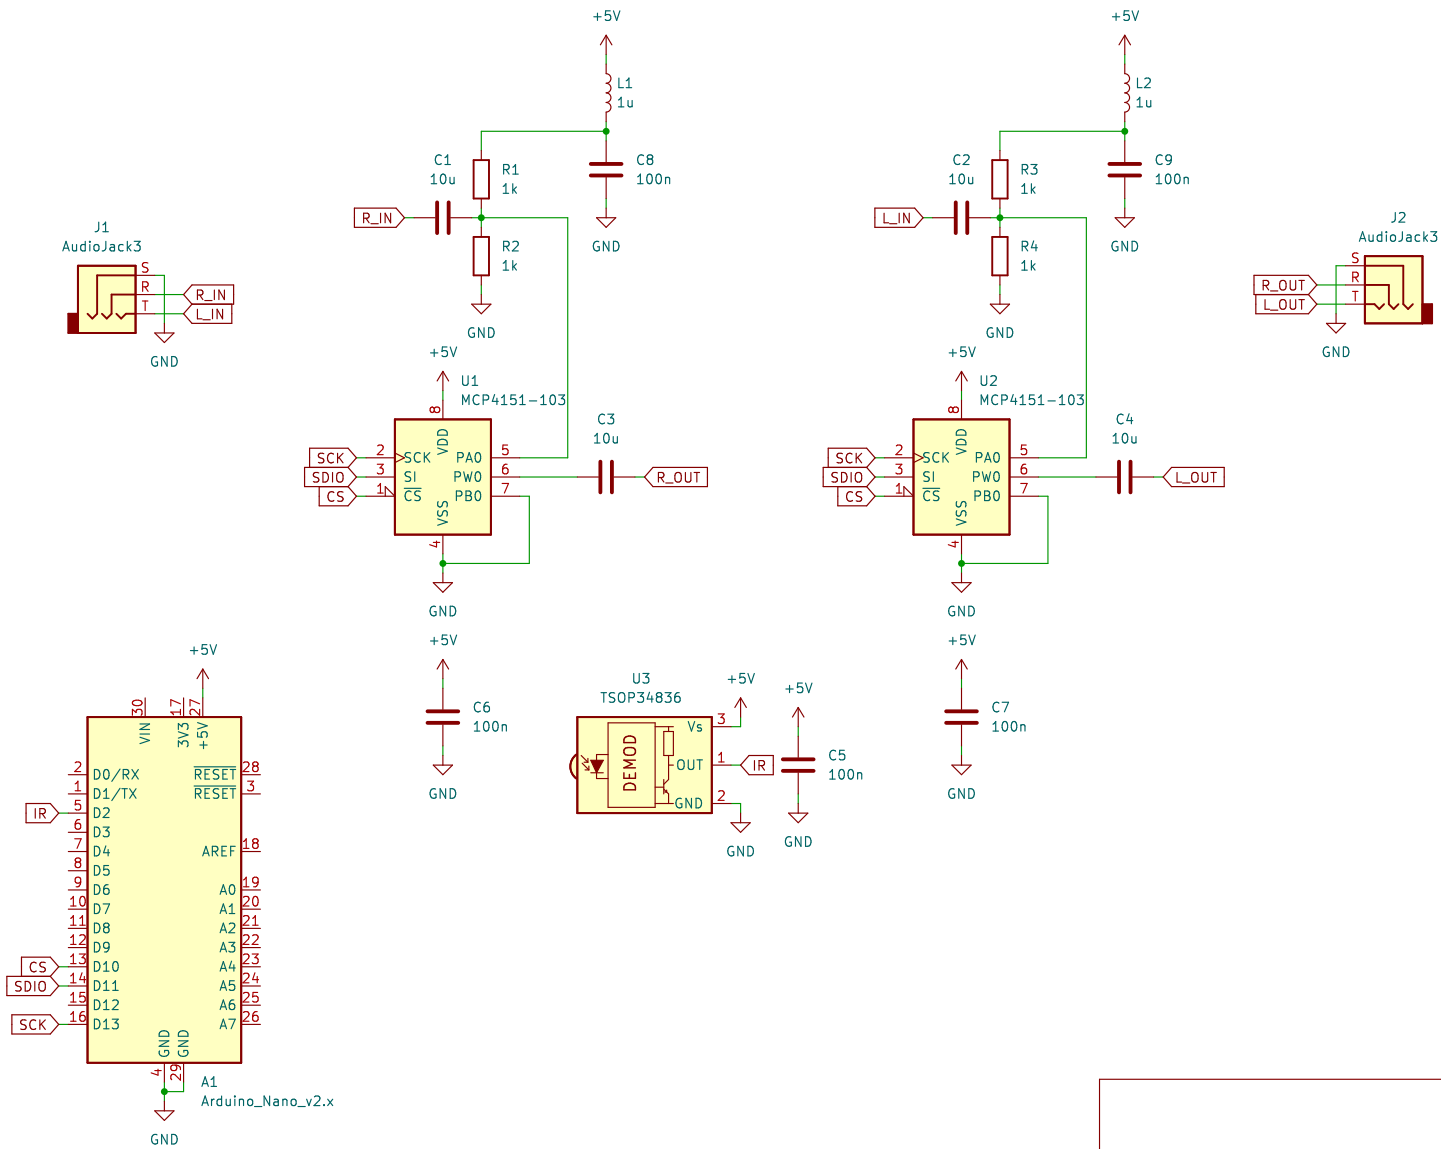 +5V
L1
1u
C1
10u
R1
1k
C8
100n
R_IN
GND
R2
1k
GND
+5V
L2
1u
C2
10u
R3
1k
C9
100n
L_IN
GND
R4
1k
GND
J1
AudioJack3
S
R
T
R_IN
L_IN
GND
J2
AudioJack3
S
R
T
R_OUT
L_OUT
GND
+5V
U1
MCP4151-103
8
VDD
SCK
2
SCK
PA0
5
SDIO
3
SI
PW0
6
CS
1
CS
PB0
7
VSS
4
GND
C3
10u
R_OUT
+5V
U2
MCP4151-103
8
VDD
SCK
2
SCK
PA0
5
SDIO
3
SI
PW0
6
CS
1
CS
PB0
7
VSS
4
GND
C4
10u
L_OUT
+5V
C6
100n
GND
U3
TSOP34836
DEMOD
Vs
3
OUT
1
GND
2
+5V
IR
GND
+5V
C5
100n
GND
+5V
C7
100n
GND
+5V
30
17
27
VIN
3V3
+5V
2
D0/RX
1
D1/TX
IR
5
D2
6
D3
7
D4
8
D5
9
D6
10
D7
11
D8
12
D9
CS
13
D10
SDIO
14
D11
15
D12
SCK
16
D13
RESET
28
RESET
3
AREF
18
A0
19
A1
20
A2
21
A3
22
A4
23
A5
24
A6
25
A7
26
GND
GND
4
29
A1
Arduino_Nano_v2.x
GND